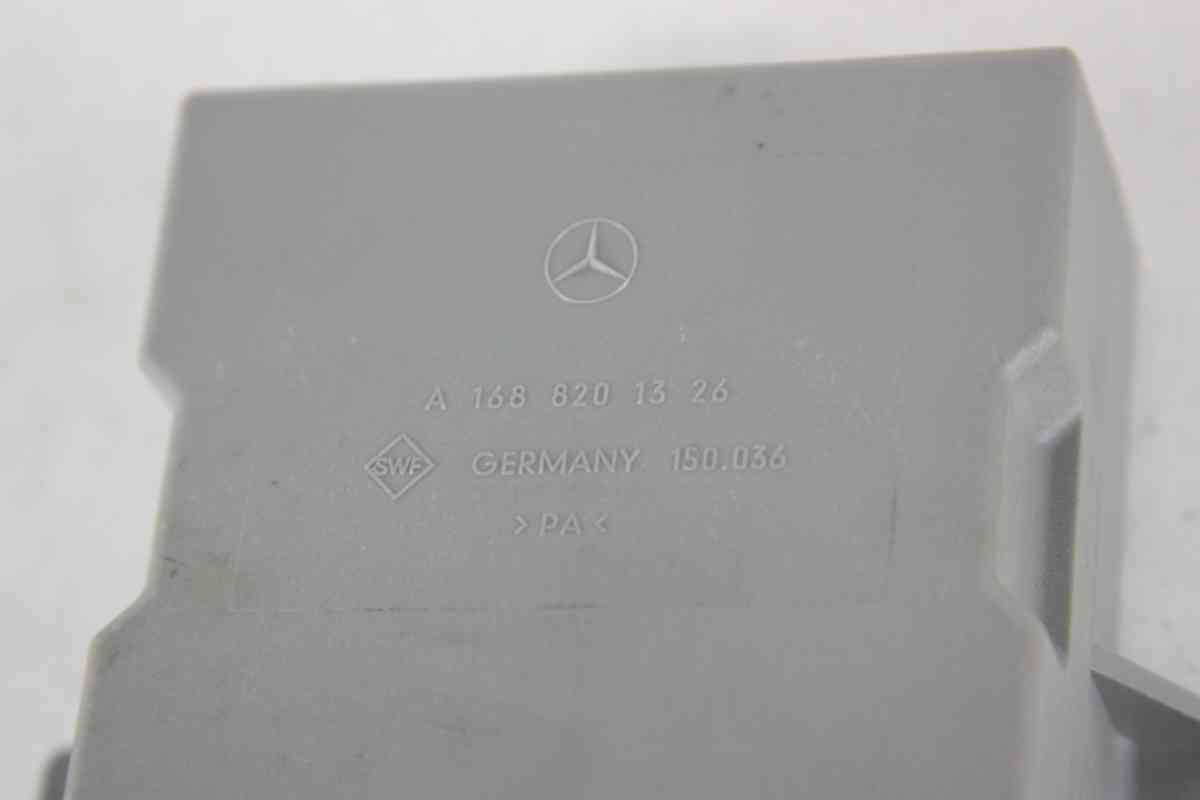 A 168 820 13 26
SWF GERMANY 150.036
>PA<